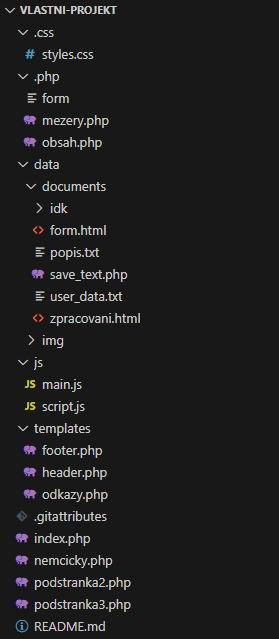 VLASTNI-PROJEKT
.css
# styles.css
.php
form
mezery.php
obsah.php
data
documents
idk
<> form.html
popis.txt
save_text.php
user_data.txt
<> zpracovani.html
img
js
JS main.js
JS script.js
templates
footer.php
header.php
odkazy.php
.gitattributes
index.php
nemcicky.php
podstranka2.php
podstranka3.php
README.md